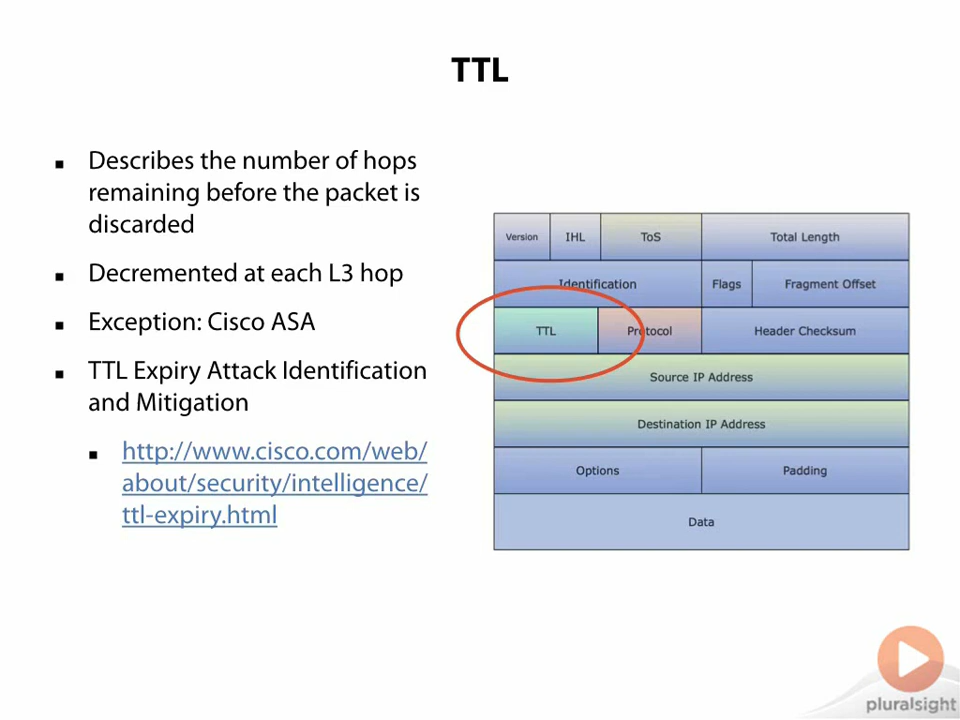 TTL
▪ Describes the number of hops
remaining before the packet is
discarded
▪ Decremented at each L3 hop
▪ Exception: Cisco ASA
▪ TTL Expiry Attack Identification
and Mitigation
▪ http://www.cisco.com/web/
about/security/intelligence/
ttl-expiry.html
Version IHL ToS Total Length
Identification Flags Fragment Offset
TTL Protocol Header Checksum
Source IP Address
Destination IP Address
Options Padding
Data
pluralsight